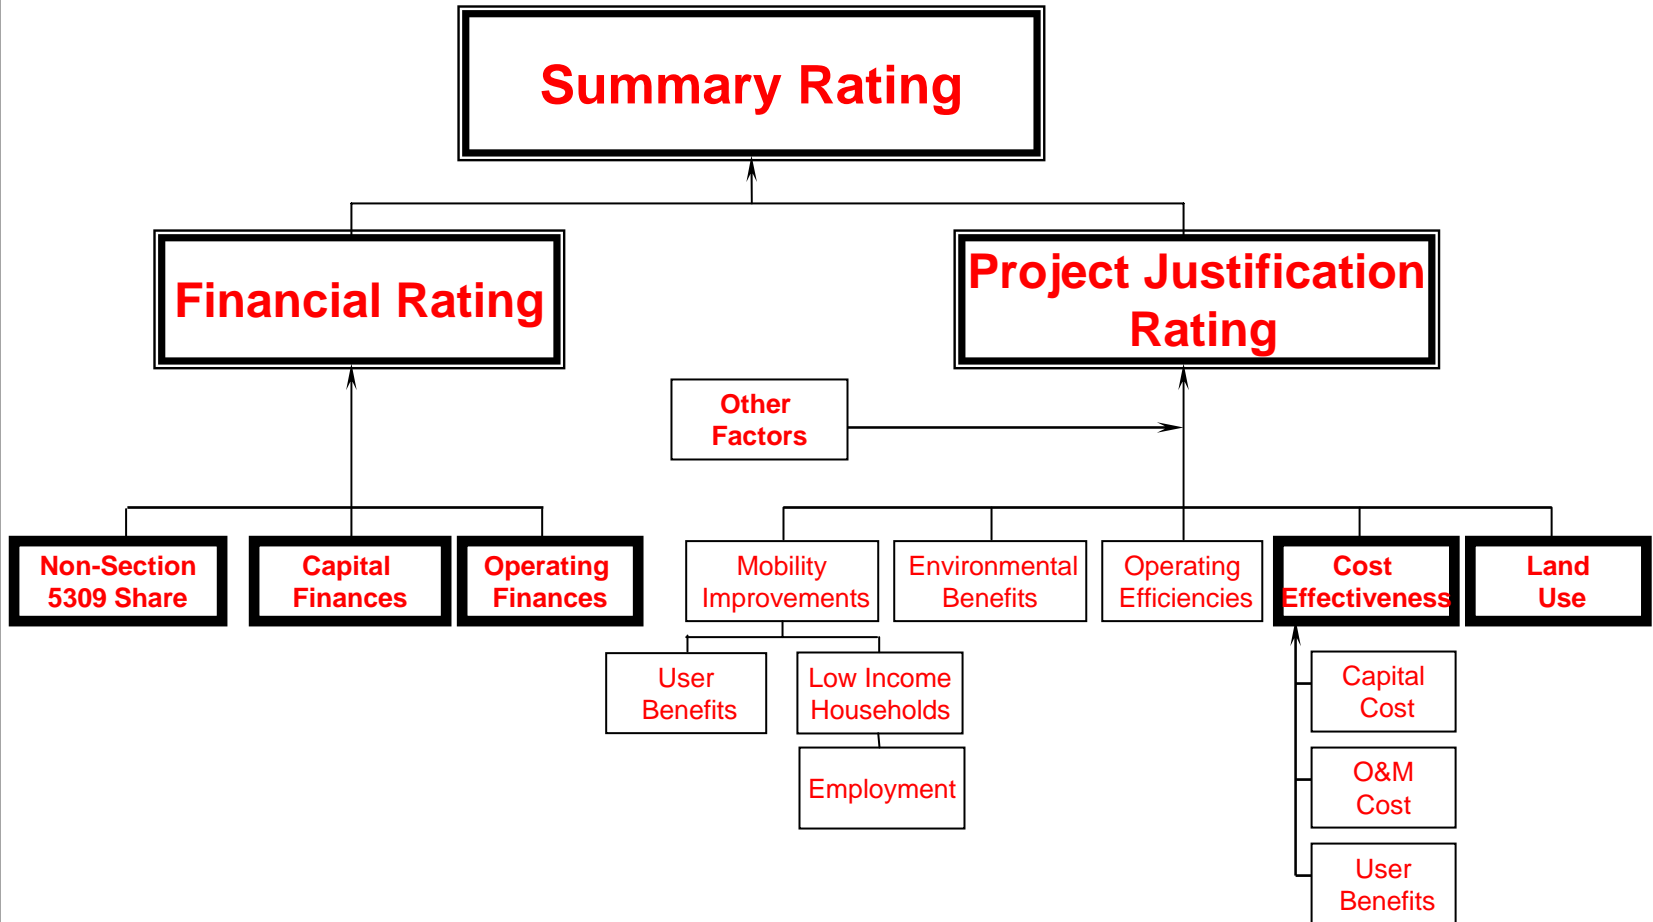 Summary Rating
Financial Rating
Project Justification
Rating
Other
Factors
Non-Section
5309 Share
Capital
Finances
Operating
Finances
Mobility
Improvements
Environmental
Benefits
Operating
Efficiencies
Cost
Effectiveness
Land
Use
User
Benefits
Low Income
Households
Employment
Capital
Cost
O&M
Cost
User
Benefits